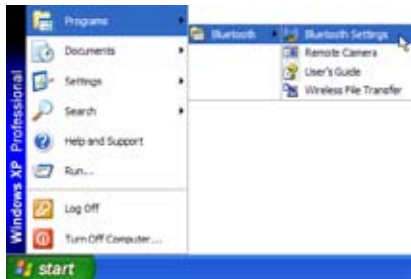 Programs
Documents
Settings
Search
Help and Support
Run...
Log Off
Turn Off Computer...
Bluetooth
Bluetooth Settings
Remote Camera
User's Guide
Wireless File Transfer
Windows XP Professional
start